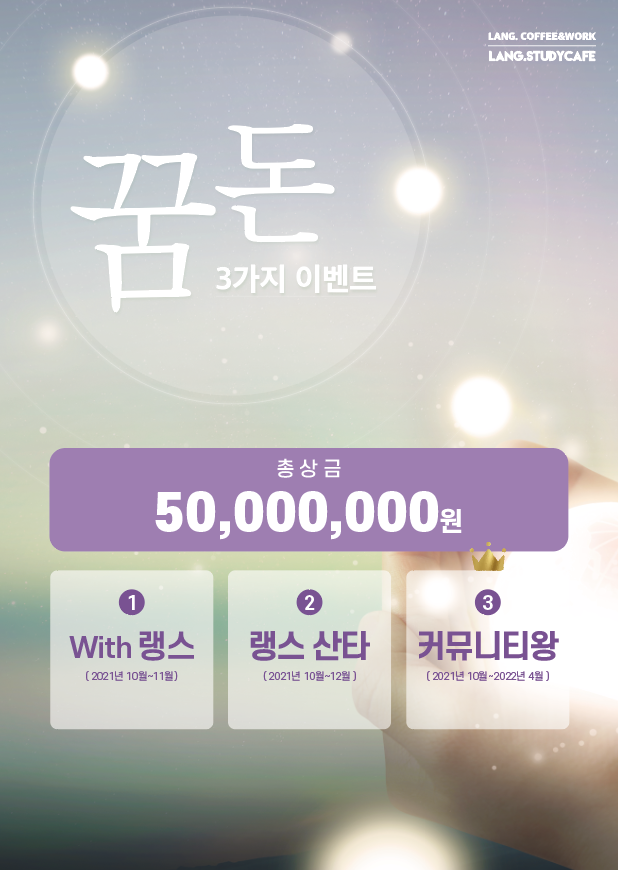 LANG. COFFEE&WORK
LANG.STUDYCAFE
꿈돈
3가지 이벤트
총상금
50,000,000원
1
With 랭스
( 2021년 10월~11월 )
2
랭스 산타
( 2021년 10월~12월 )
3
커뮤니티왕
( 2021년 10월~2022년 4월 )